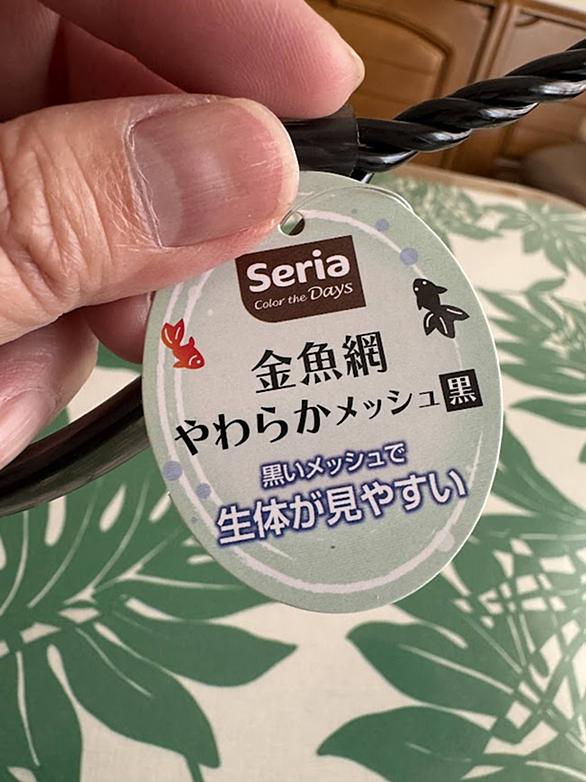 Seria
Color the Days
金魚網
やわらかメッシュ黒
黒いメッシュで
生体が見やすい